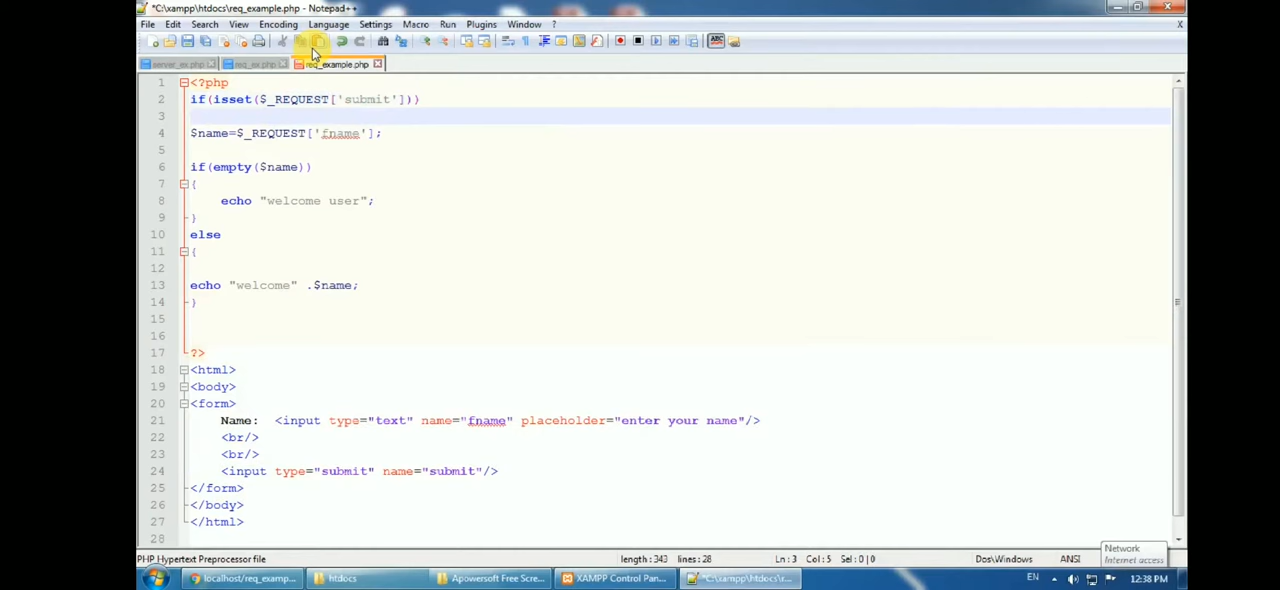 *C:\xampp\htdocs\req_example.php - Notepad++
File Edit Search View Encoding Language Settings Macro Run Plugins Window ? X
server_ex.php req_ex.php req_example.php
1 <?php
2 if(isset($_REQUEST['submit']))
3
4 $name=$_REQUEST['fname'];
5
6 if(empty($name))
7 {
8 echo "welcome user";
9 }
10 else
11 {
12
13 echo "welcome" .$name;
14 }
15
16
17 ?>
18 <html>
19 <body>
20 <form>
21 Name: <input type="text" name="fname" placeholder="enter your name"/>
22 <br/>
23 <br/>
24 <input type="submit" name="submit"/>
25 </form>
26 </body>
27 </html>
28
Network
Internet access
PHP Hypertext Preprocessor file length:343 lines:28 Ln:3 Col:5 Sel:0|0 Dos\Windows ANSI
localhost/req_examp... htdocs Apowersoft Free Scre... XAMPP Control Pan... *C:\xampp\htdocs\r... EN 12:38 PM